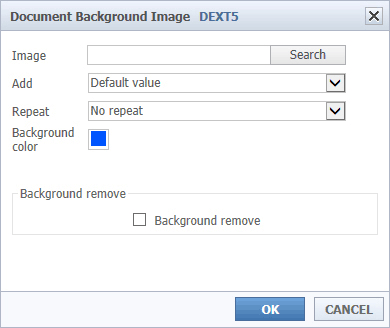 Document Background Image DEXT5
Image Search
Add Default value
Repeat No repeat
Background
color
Background remove
Background remove
OK CANCEL